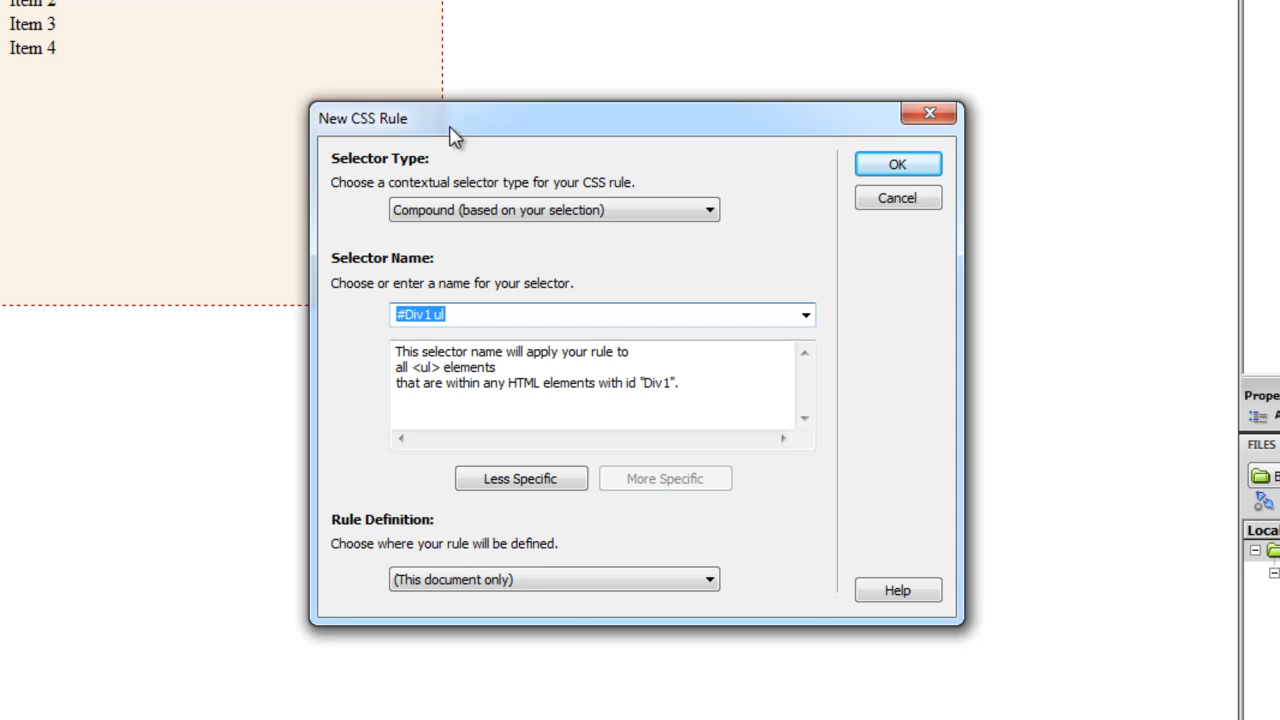 Item 2
Item 3
Item 4
New CSS Rule
Selector Type:
OK
Choose a contextual selector type for your CSS rule.
Cancel
Compound (based on your selection)
Selector Name:
Choose or enter a name for your selector.
#Div1 ul
This selector name will apply your rule to
all <ul> elements
that are within any HTML elements with id "Div1".
Less Specific
More Specific
Rule Definition:
Choose where your rule will be defined.
(This document only)
Help
Prope
A
FILES
B
Loca